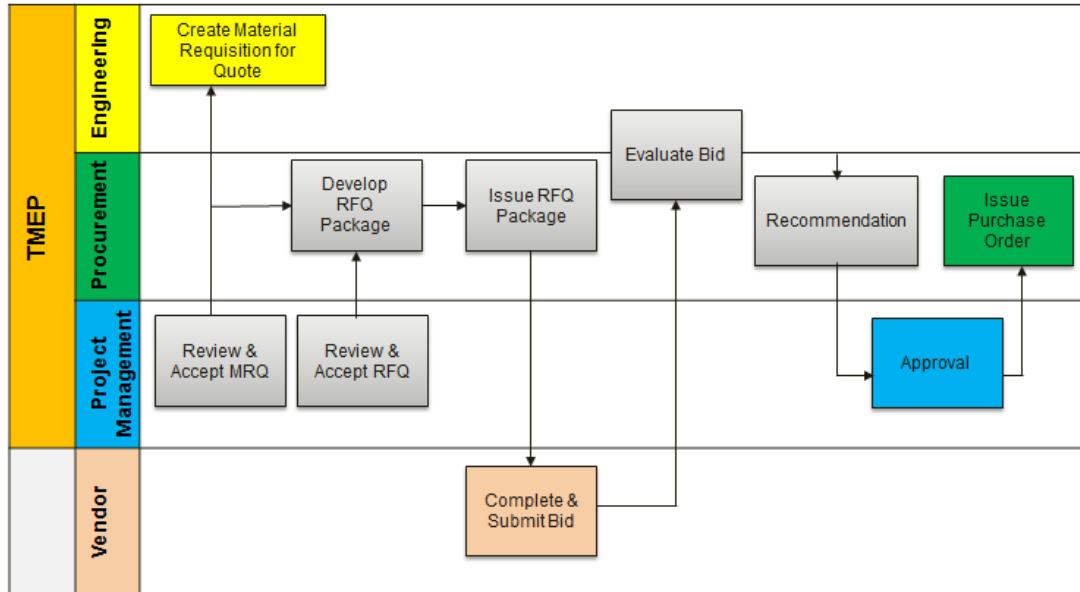 TMEP
Engineering
Create Material
Requisition for
Quote
Evaluate Bid
Procurement
Develop
RFQ
Package
Issue RFQ
Package
Recommendation
Issue
Purchase
Order
Project
Management
Review &
Accept MRQ
Review &
Accept RFQ
Approval
Vendor
Complete &
Submit Bid